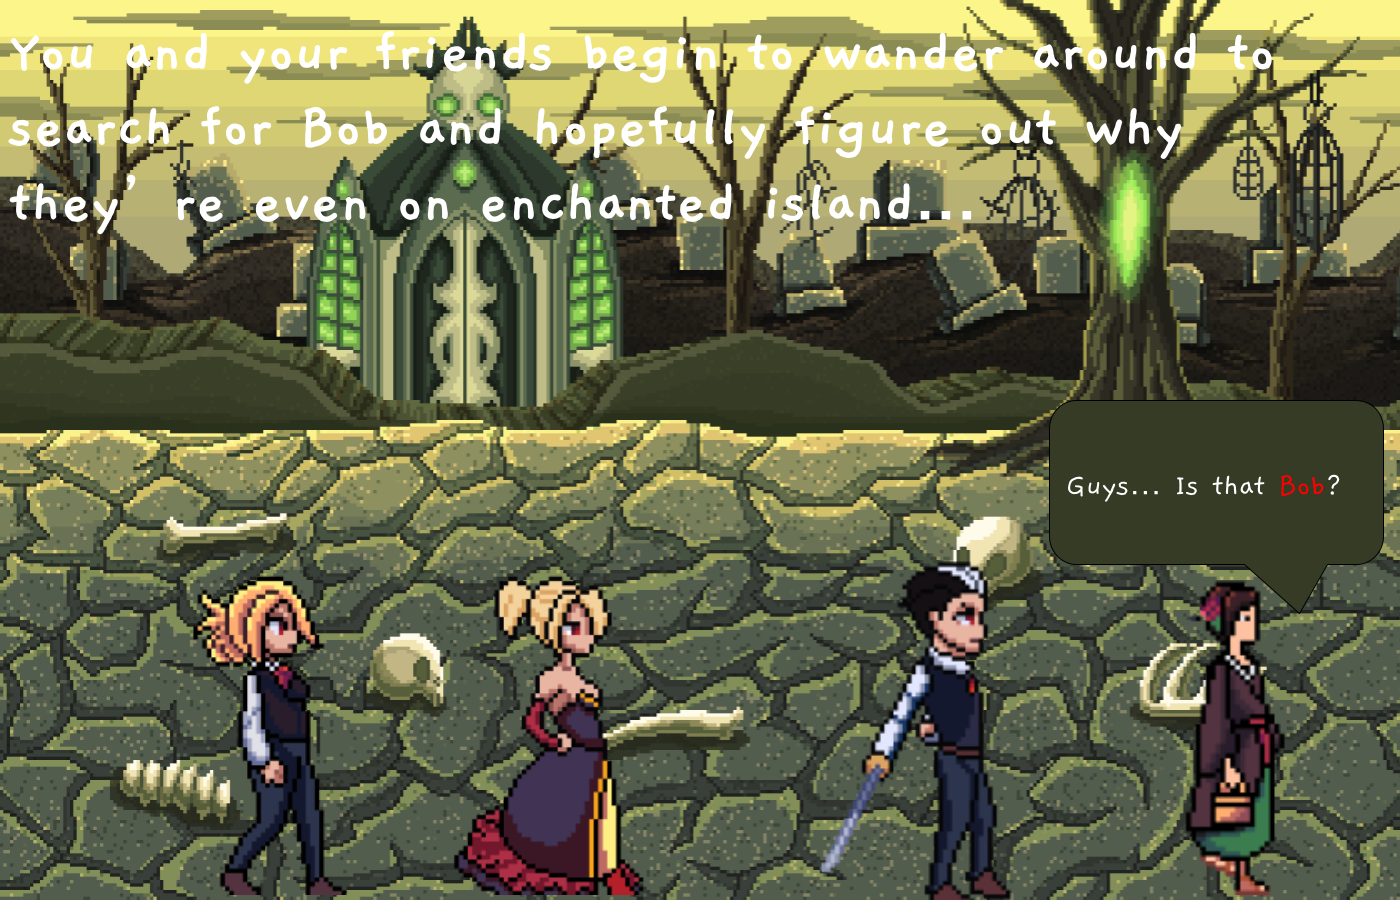 You and your friends begin to wander around to
search for Bob and hopefully figure out why
they're even on enchanted island...
Guys... Is that Bob?